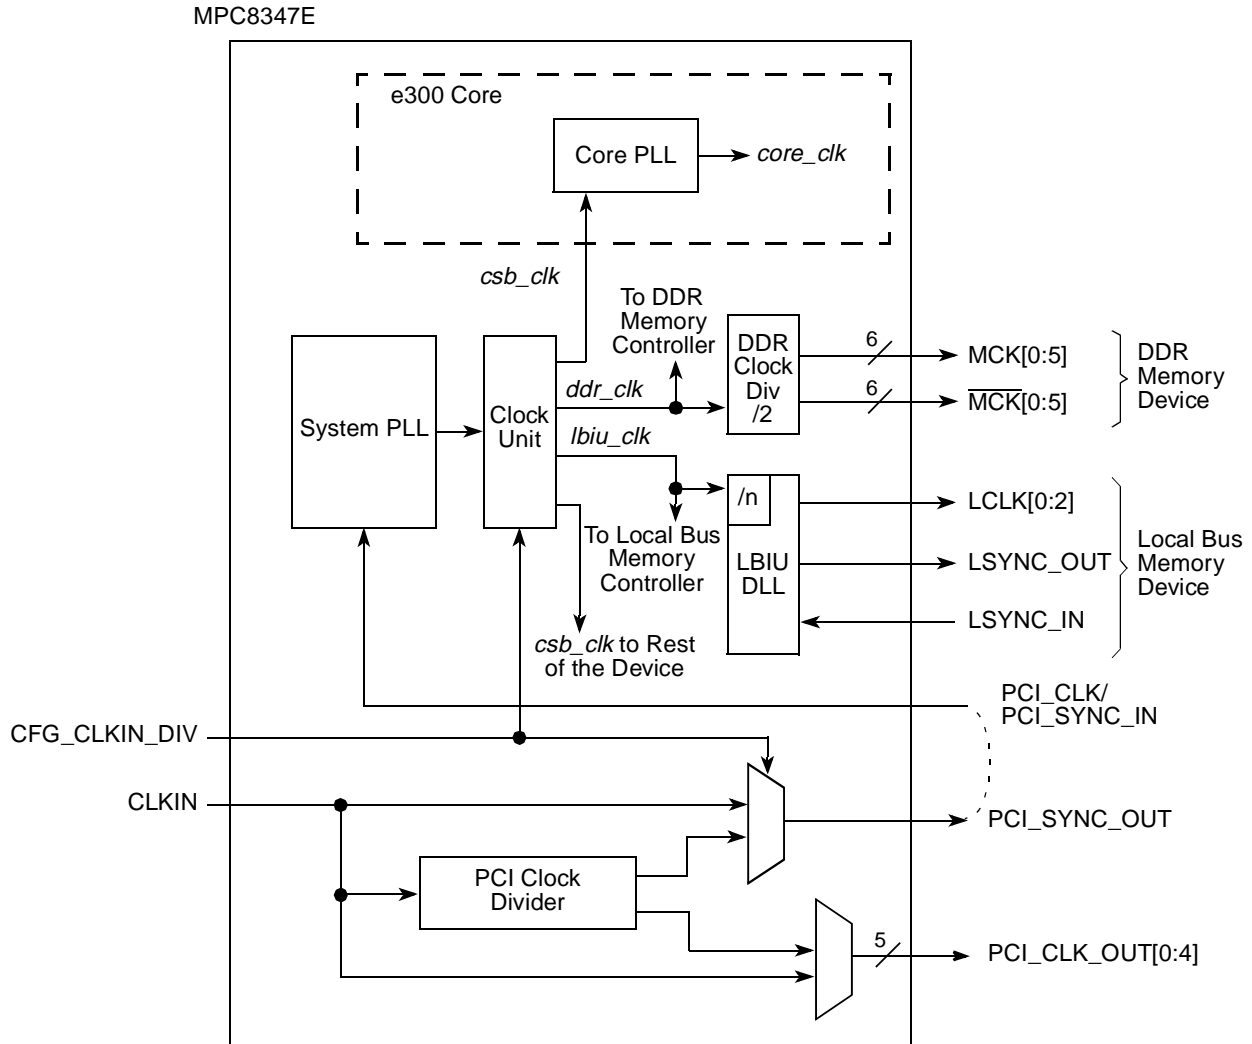 MPC8347E
e300 Core
Core PLL
core_clk
csb_clk
To DDR
Memory
Controller
DDR
Clock
Div
/2
6
MCK[0:5]
6
M̅C̅K̅[0:5]
DDR
Memory
Device
System PLL
Clock
Unit
ddr_clk
lbiu_clk
/n
LBIU
DLL
LCLK[0:2]
LSYNC_OUT
LSYNC_IN
Local Bus
Memory
Device
To Local Bus
Memory
Controller
csb_clk to Rest
of the Device
PCI_CLK/
PCI_SYNC_IN
CFG_CLKIN_DIV
CLKIN
PCI_SYNC_OUT
PCI Clock
Divider
5
PCI_CLK_OUT[0:4]